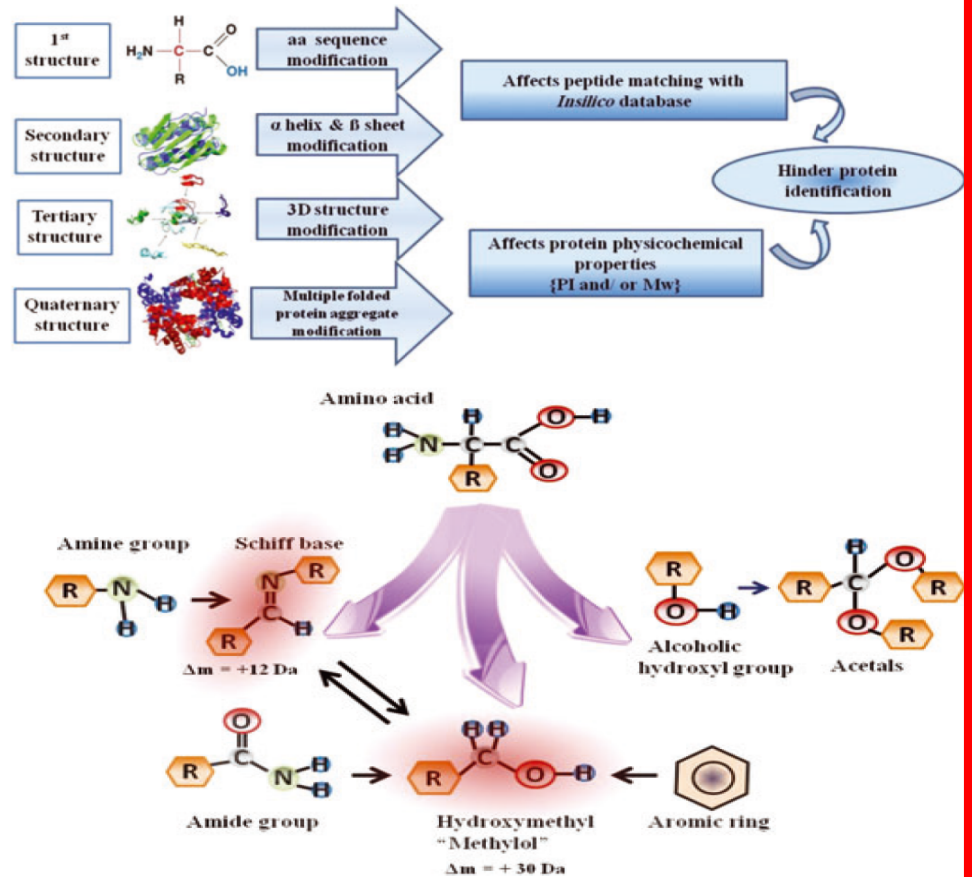 1st
structure
H
H₂N
C
C
O
OH
R
aa sequence
modification
Affects peptide matching with
Insilico database
Secondary
structure
α helix & ß sheet
modification
Hinder protein
identification
Tertiary
structure
3D structure
modification
Affects protein physicochemical
properties
{PI and/ or Mw}
Quaternary
structure
Multiple folded
protein aggregate
modification
Amino acid
H
H O H
N C C
H
R O
Amine group
Schiff base
R N H
H
N R
C
R H
Δm = +12 Da
R
O H
Alcoholic
hydroxyl group
H O
R C R
O
R
Acetals
O
C
R N H
H
Amide group
H H
C
R O H
Hydroxymethyl
“Methylol”
Δm = + 30 Da
Aromic ring